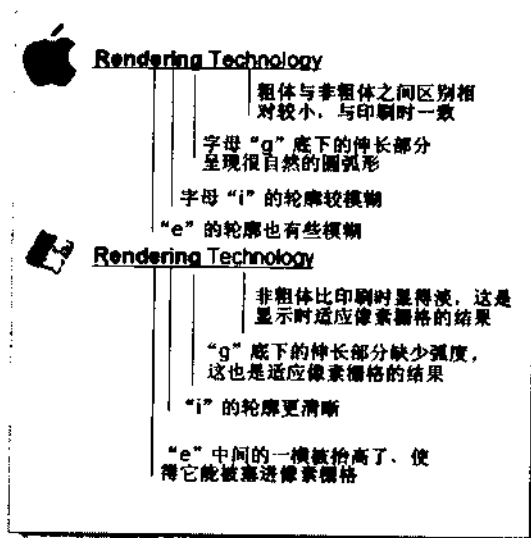 Rendering Technology
粗体与非粗体之间区别相
对较小，与印刷时一致
字母“g”底下的伸长部分
呈现很自然的圆弧形
字母“i”的轮廓较模糊
“e”的轮廓也有些模糊
Rendering Technology
非粗体比印刷时显得淡，这是
显示时适应像素栅格的结果
“g”底下的伸长部分缺少弧度，
这也是适应像素栅格的结果
“i”的轮廓更清晰
“e”中间的一横被抬高了、使
得它能被塞进像素栅格